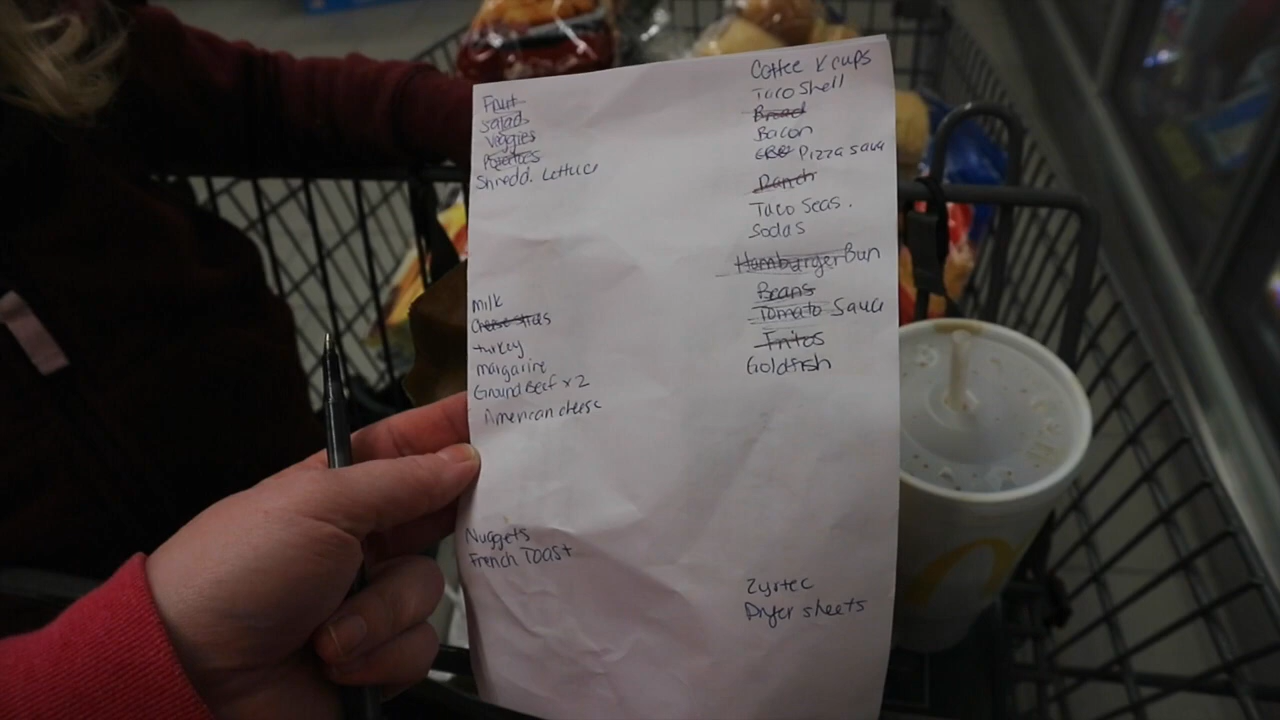 Fruit
Salad
Veggies
Potatoes
Shredd. Lettuce
Milk
Cheese sticks
turkey
margarine
Ground Beef x 2
American cheese
Nuggets
French Toast
Coffee K cups
Taco Shell
Bread
Bacon
Pizza sauce
Ranch
Taco Seas.
Sodas
Hamburger Bun
Beans
Tomato Sauce
Fritos
Goldfish
Zyrtec
Dryer sheets